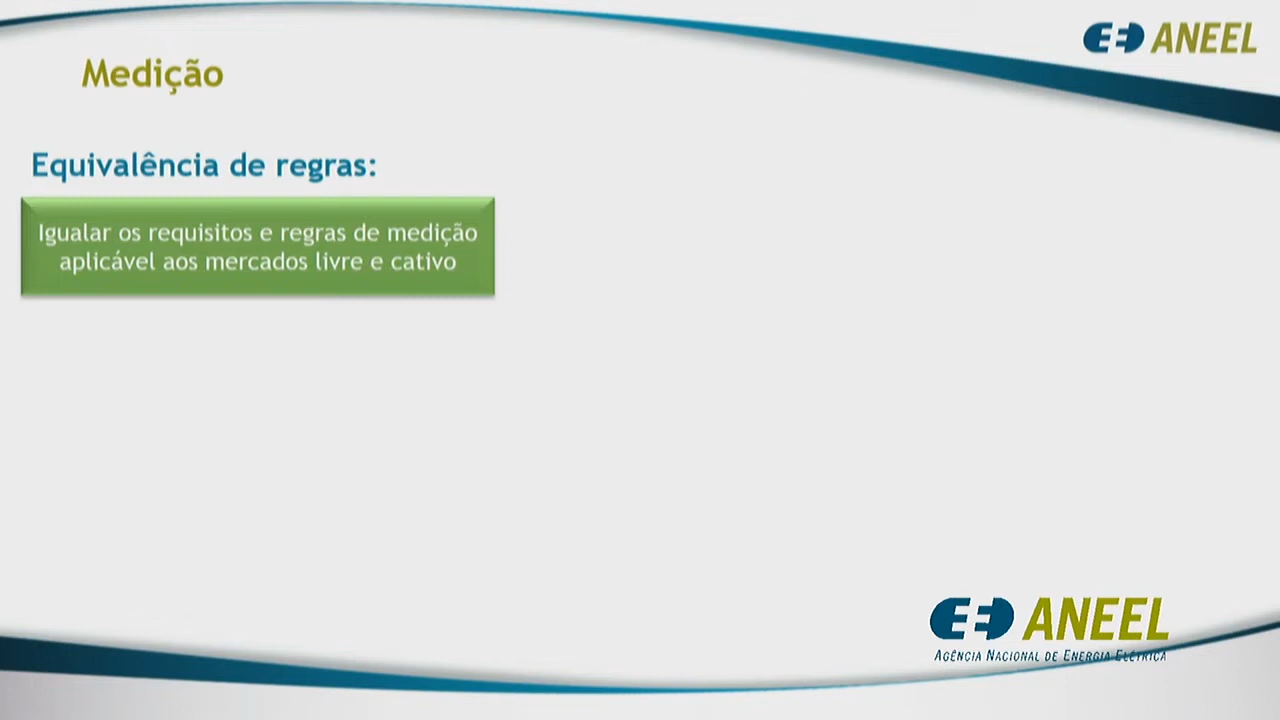 ANEEL
Medição
Equivalência de regras:
Igualar os requisitos e regras de medição
aplicável aos mercados livre e cativo
ANEEL
AGÊNCIA NACIONAL DE ENERGIA ELÉTRICA